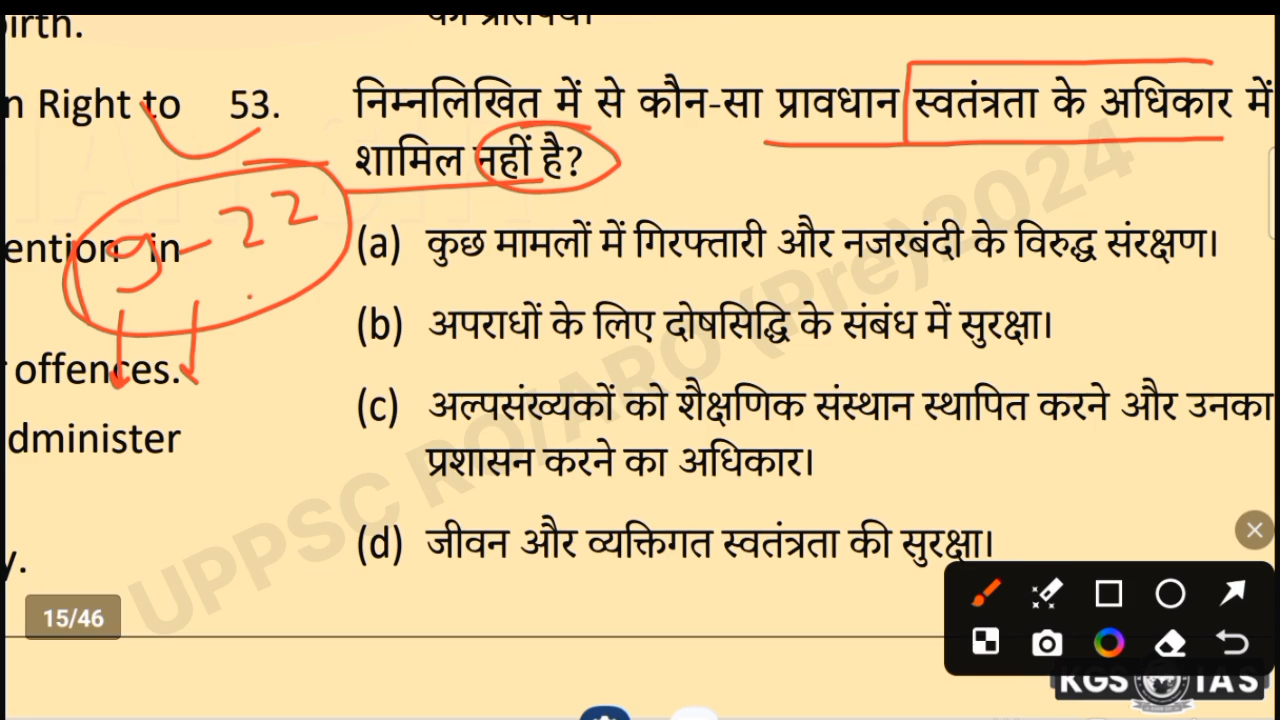 irth.
n Right to
ention in
offences.
dminister
y.
53. निम्नलिखित में से कौन-सा प्रावधान स्वतंत्रता के अधिकार में
शामिल नहीं है?
(a) कुछ मामलों में गिरफ्तारी और नजरबंदी के विरुद्ध संरक्षण।
(b) अपराधों के लिए दोषसिद्धि के संबंध में सुरक्षा।
(c) अल्पसंख्यकों को शैक्षणिक संस्थान स्थापित करने और उनका
प्रशासन करने का अधिकार।
(d) जीवन और व्यक्तिगत स्वतंत्रता की सुरक्षा।
UPPSC RO/ARO (Pre)2024
15/46
KGS IAS